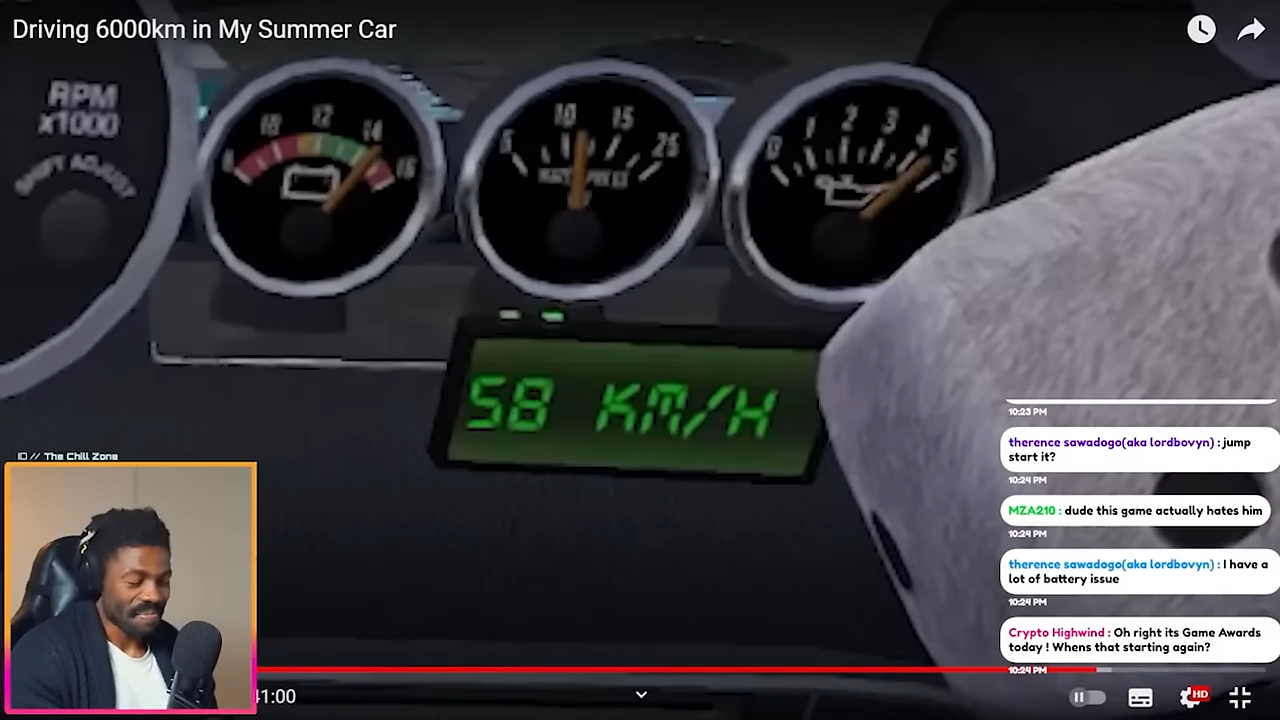 Driving 6000km in My Summer Car
RPM
x1000
SHIFT ADJUST
12
14
16
5
10
15
25
0
1
2
3
4
5
58 KM/H
10:23 PM
therence sawadogo(aka lordbovyn) : jump
start it?
10:24 PM
MZA210 : dude this game actually hates him
10:24 PM
therence sawadogo(aka lordbovyn) : I have a
lot of battery issue
10:24 PM
Crypto Highwind : Oh right its Game Awards
today ! Whens that starting again?
10:24 PM
// The Chill Zone
41:00
HD